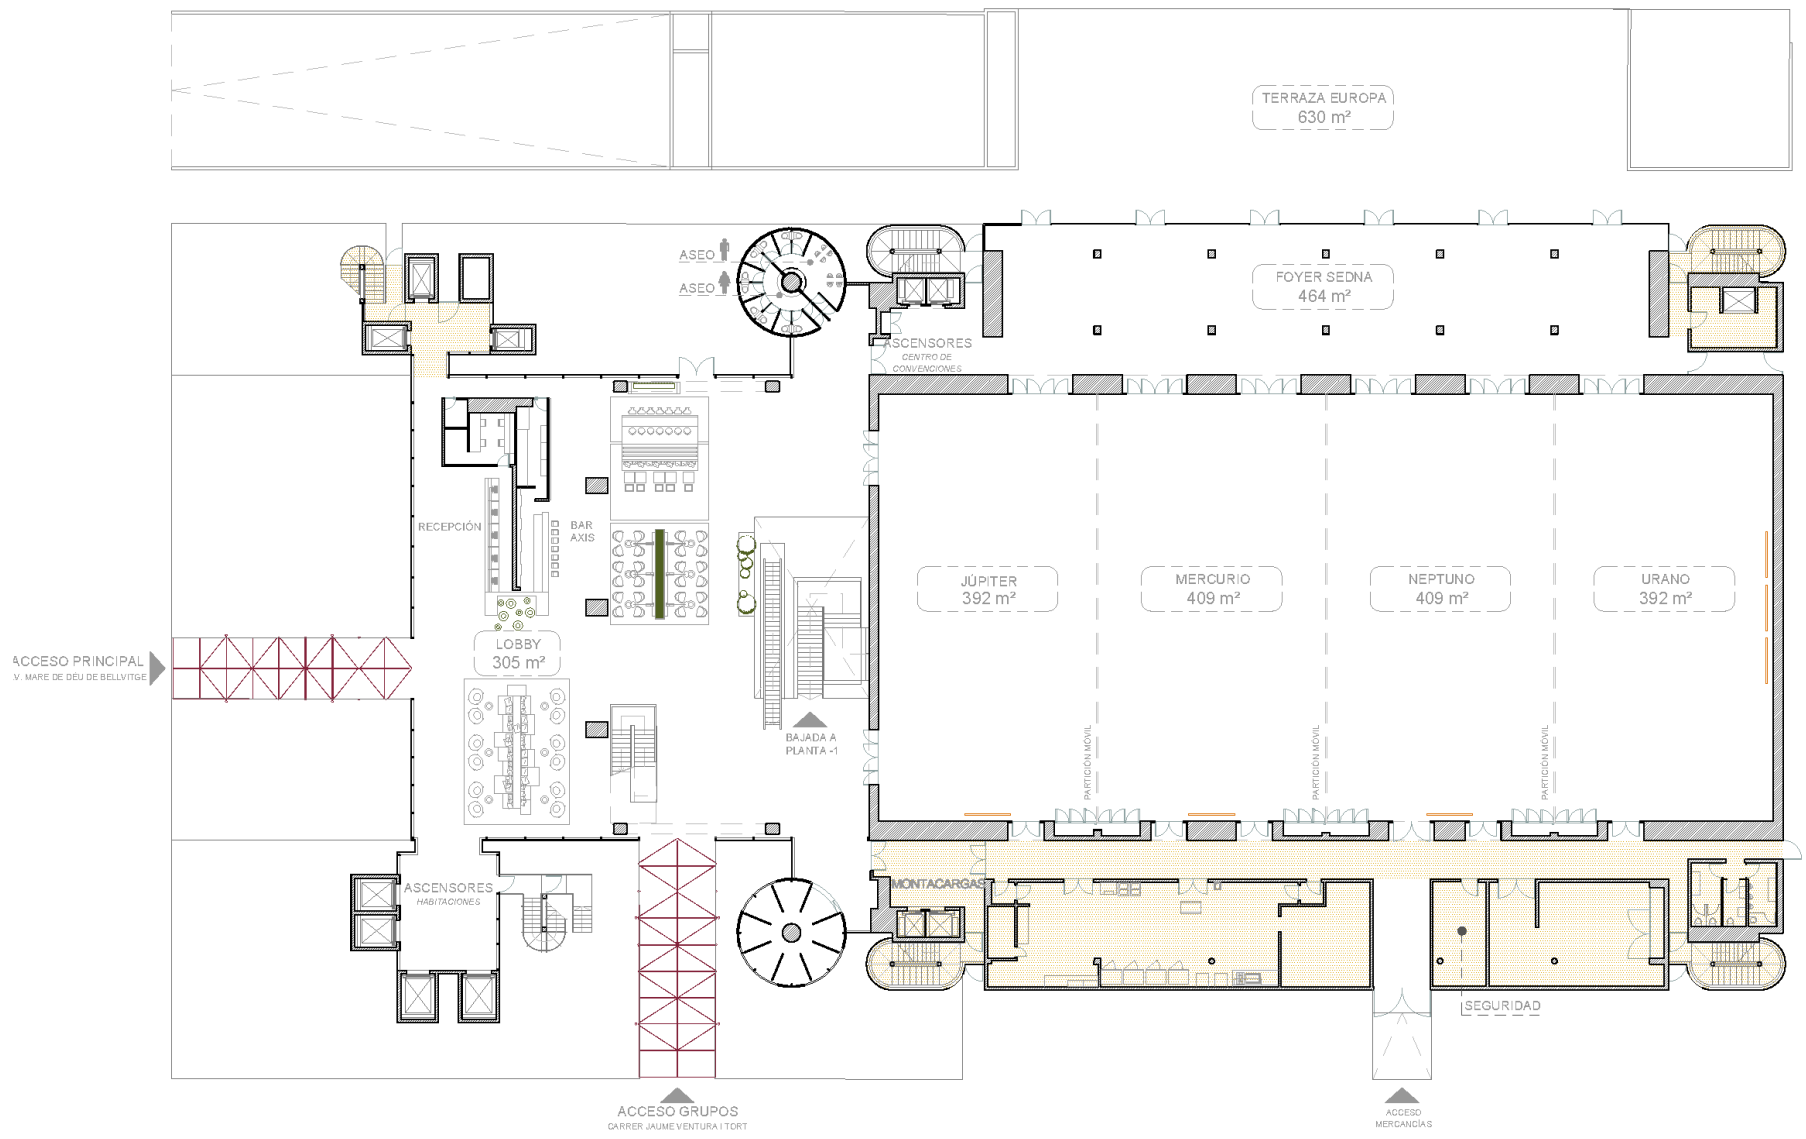 TERRAZA EUROPA
630 m²
ASEO
ASEO
FOYER SEDNA
464 m²
ASCENSORES
CENTRO DE
CONVENCIONES
RECEPCIÓN
BAR
AXIS
JÚPITER
392 m²
MERCURIO
409 m²
NEPTUNO
409 m²
URANO
392 m²
LOBBY
305 m²
ACCESO PRINCIPAL
V. MARE DE DÉU DE BELLVITGE
BAJADA A
PLANTA -1
PARTICIÓN MÓVIL
PARTICIÓN MÓVIL
PARTICIÓN MÓVIL
ASCENSORES
HABITACIONES
MONTACARGAS
SEGURIDAD
ACCESO GRUPOS
CARRER JAUME VENTURA I TORT
ACCESO
MERCANCÍAS